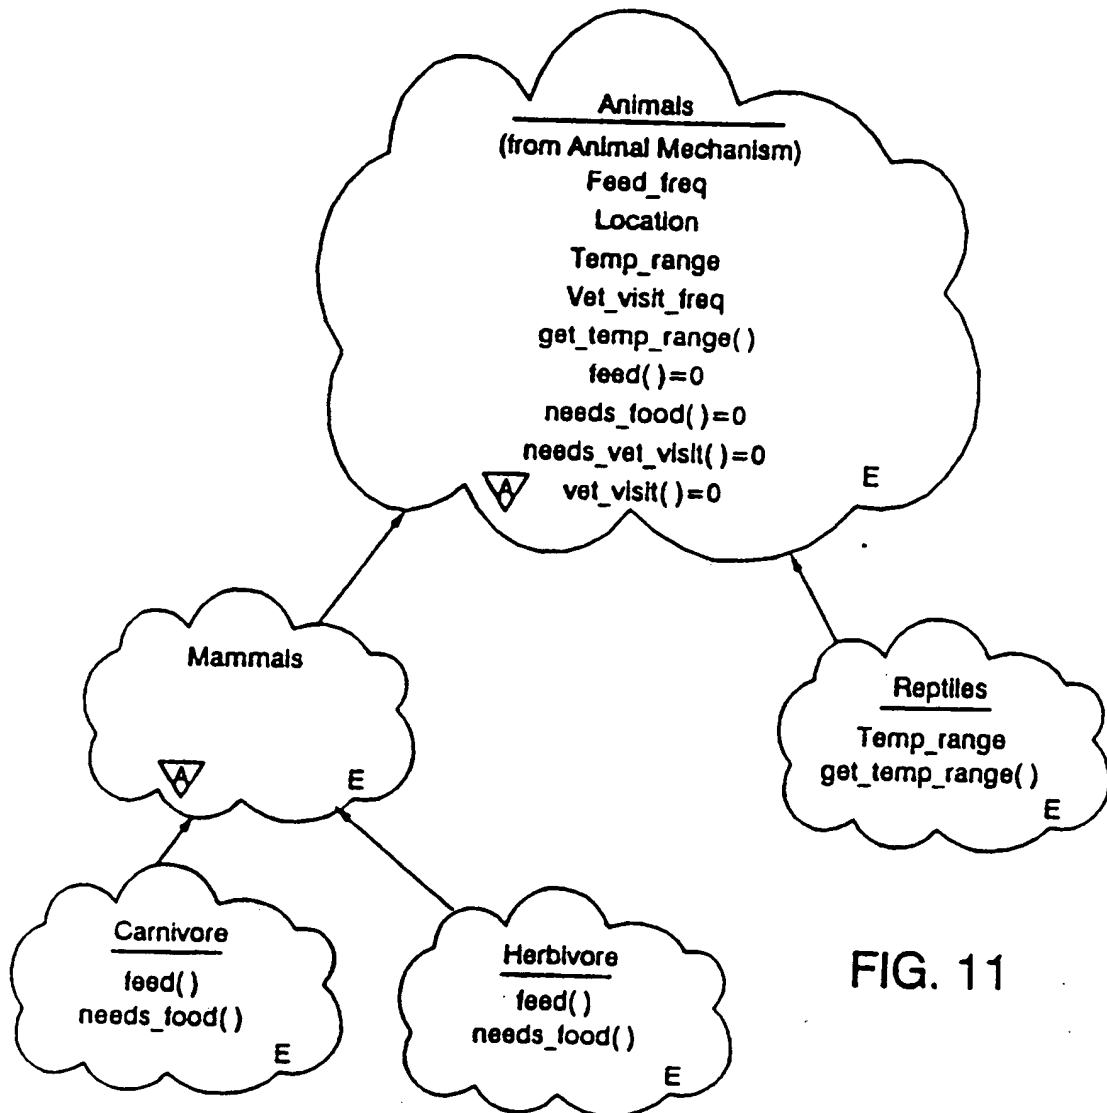 Animals
(from Animal Mechanism)
Feed_freq
Location
Temp_range
Vet_visit_freq
get_temp_range( )
feed( )=0
needs_food( )=0
needs_vet_visit( )=0
vet_visit( )=0
A
E
Mammals
A
E
Reptiles
Temp_range
get_temp_range( )
E
Carnivore
feed( )
needs_food( )
E
Herbivore
feed( )
needs_food( )
E
FIG. 11